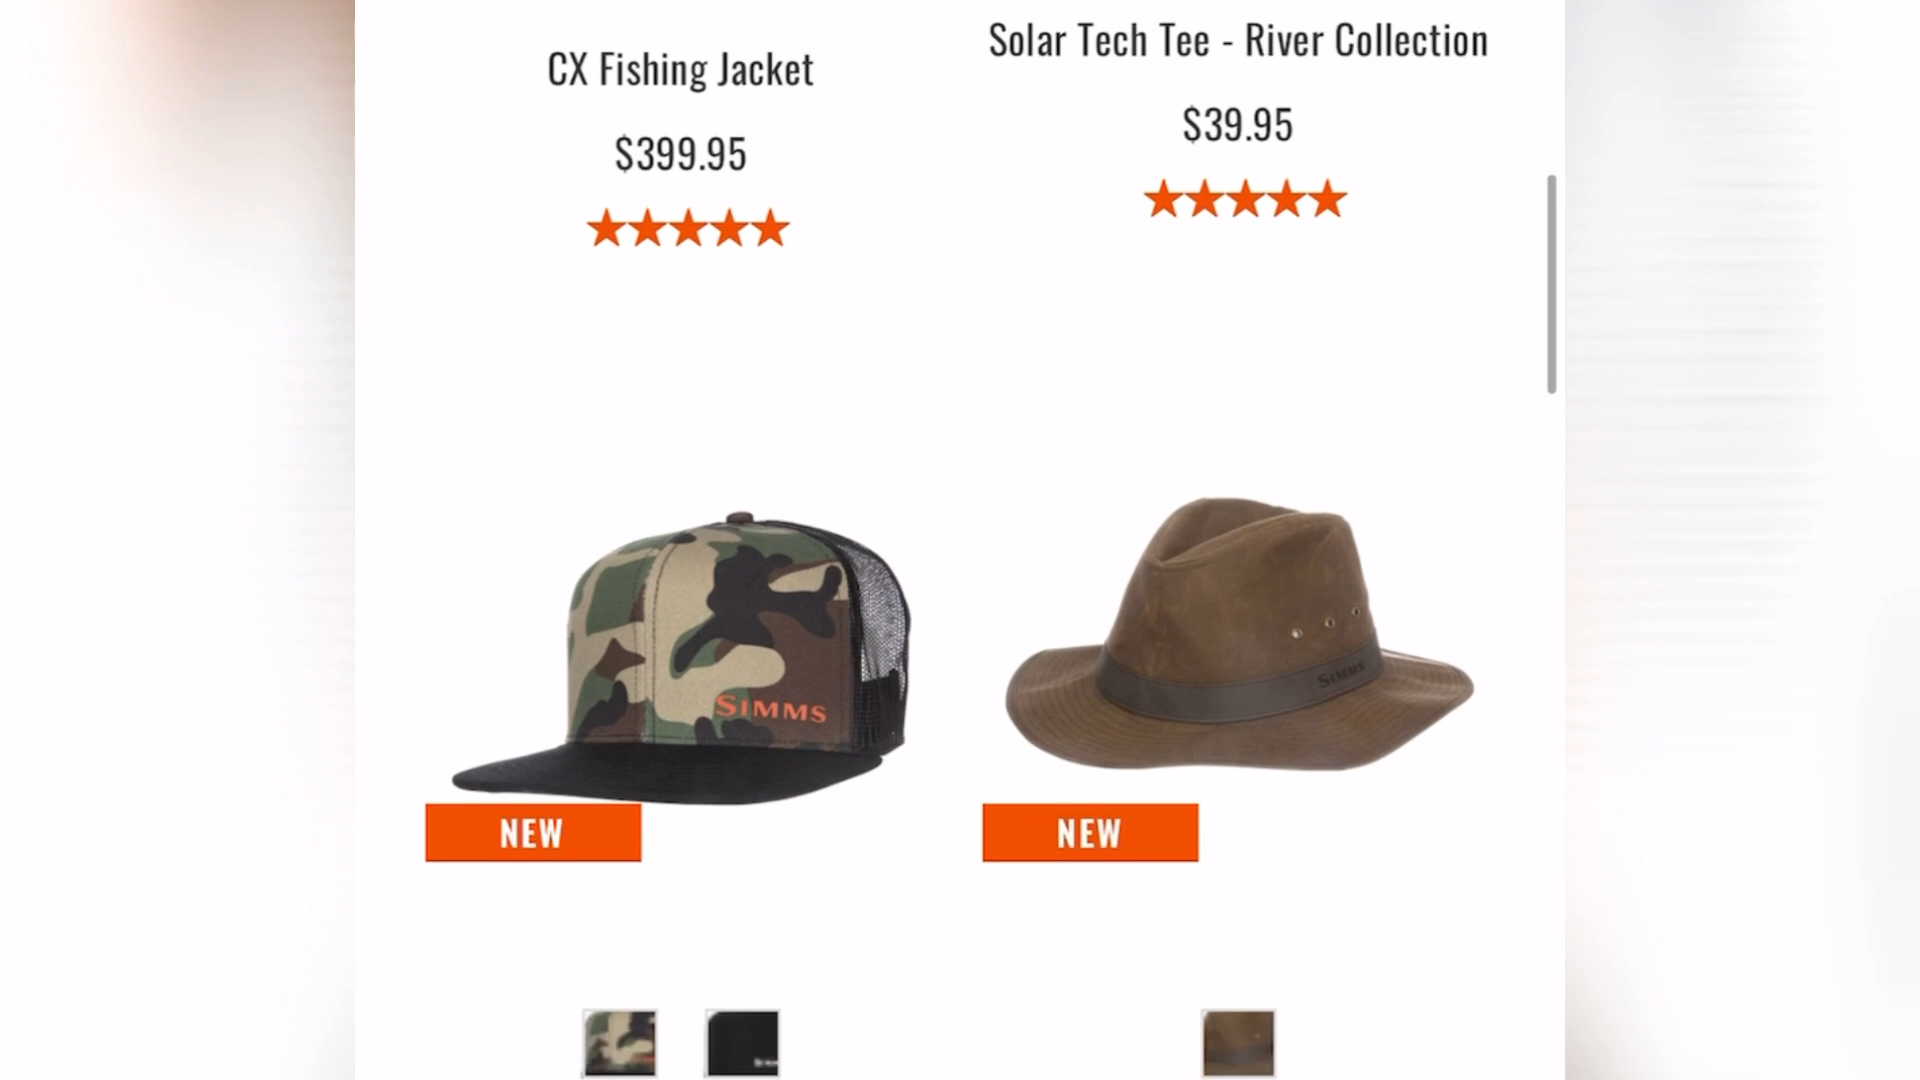 CX Fishing Jacket
$399.95
Solar Tech Tee - River Collection
$39.95
SIMMS
NEW
SIMMS
NEW